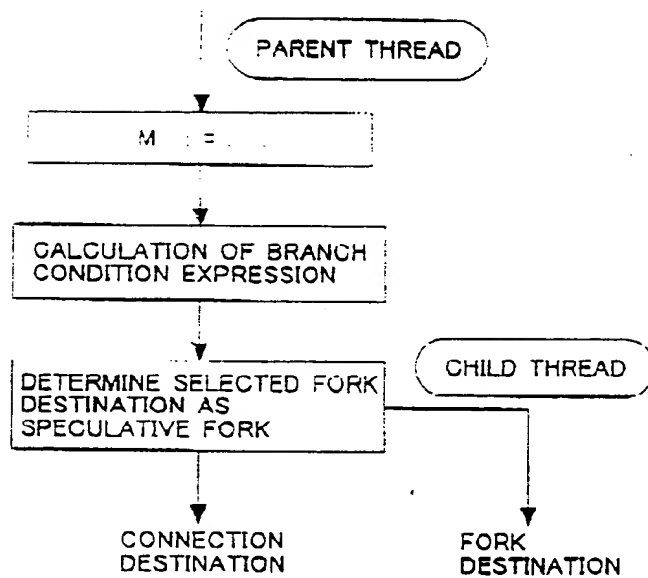 PARENT THREAD
M : = . . .
CALCULATION OF BRANCH
CONDITION EXPRESSION
CHILD THREAD
DETERMINE SELECTED FORK
DESTINATION AS
SPECULATIVE FORK
CONNECTION
DESTINATION
FORK
DESTINATION